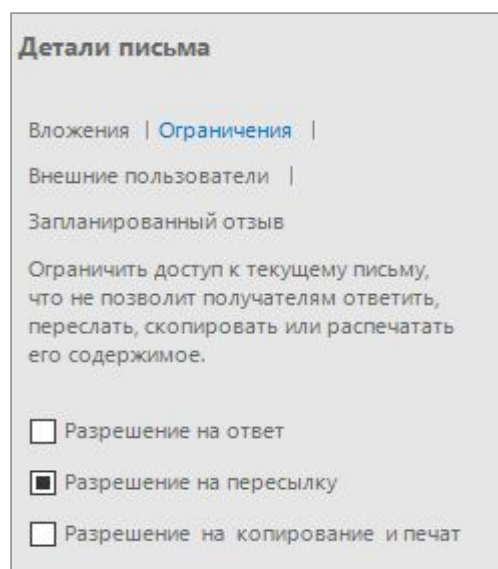 Детали письма
Вложения | Ограничения |
Внешние пользователи |
Запланированный отзыв
Ограничить доступ к текущему письму,
что не позволит получателям ответить,
переслать, скопировать или распечатать
его содержимое.
Разрешение на ответ
Разрешение на пересылку
Разрешение на копирование и печат